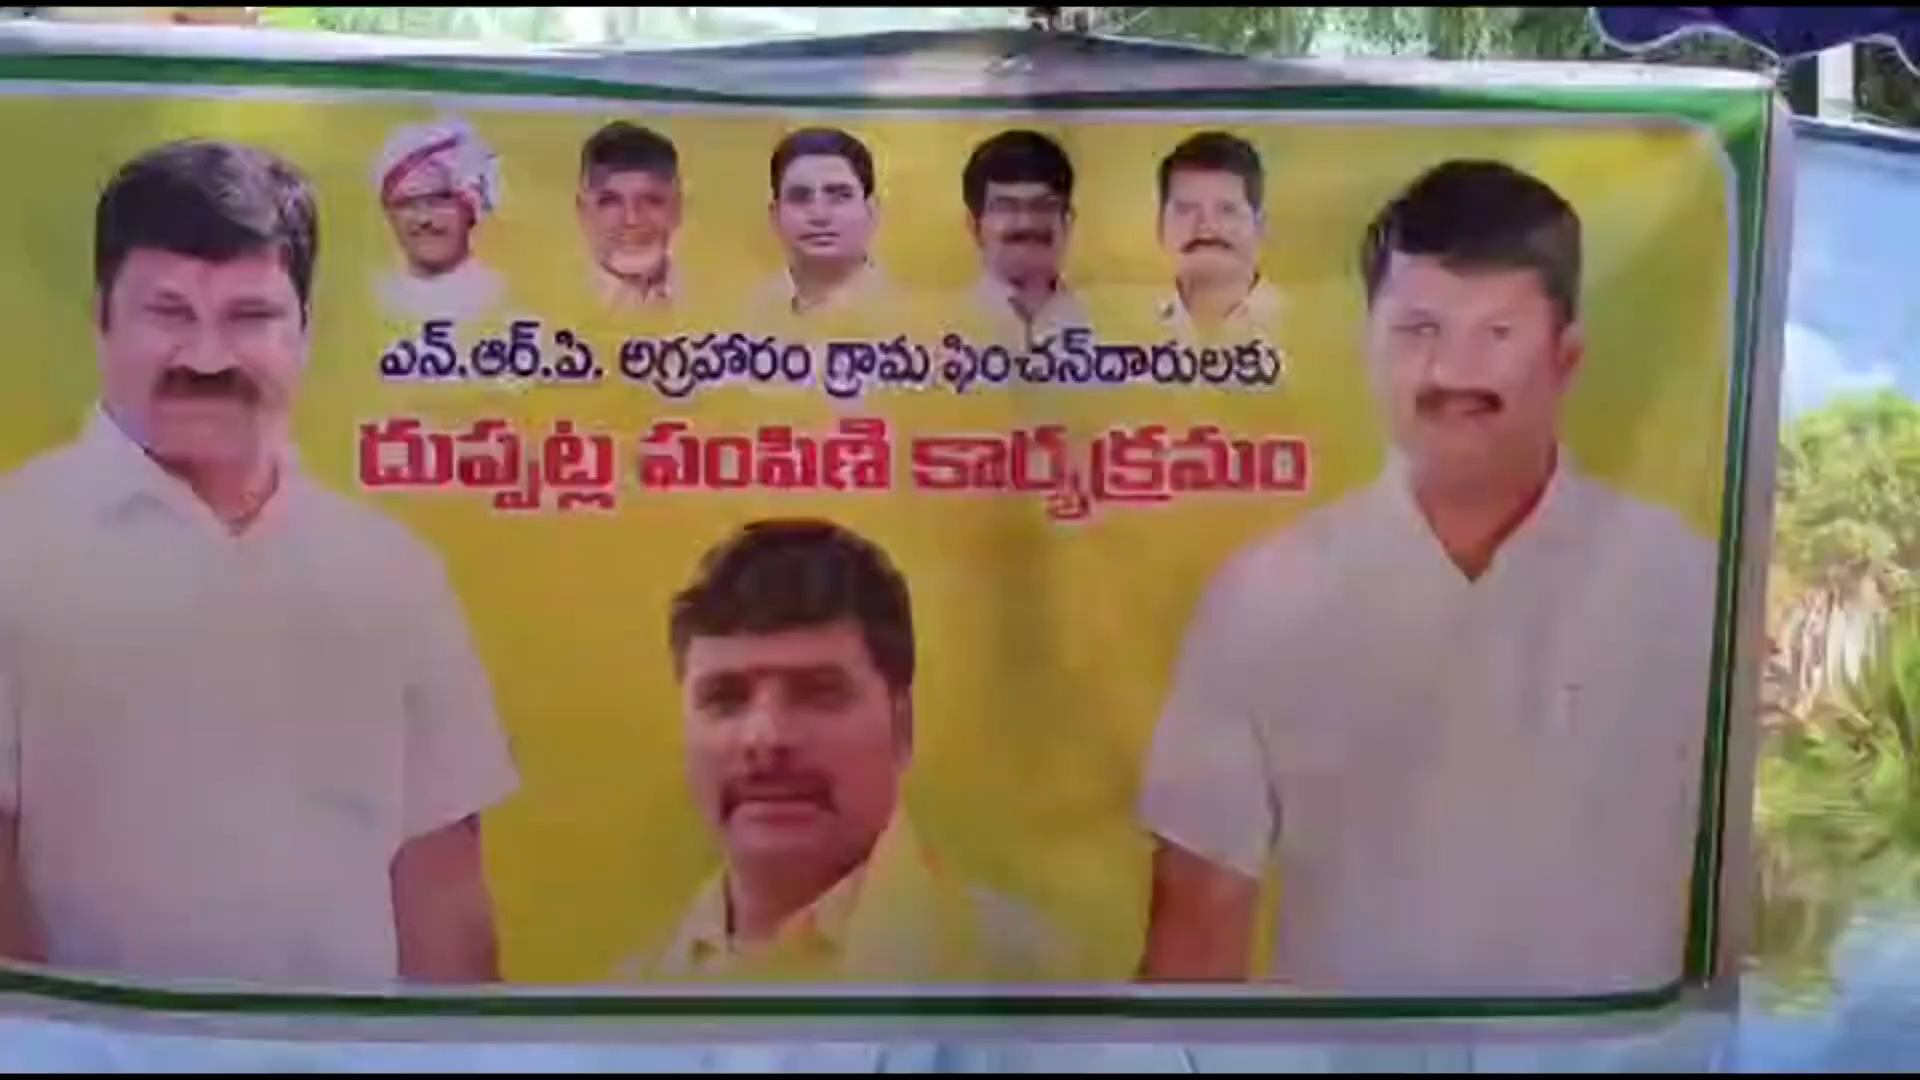 ఎన్.ఆర్.పి. అగ్రహారం గ్రామ ఫించన్‌దారులకు
దుప్పట్ల పంపిణి కార్యక్రమం